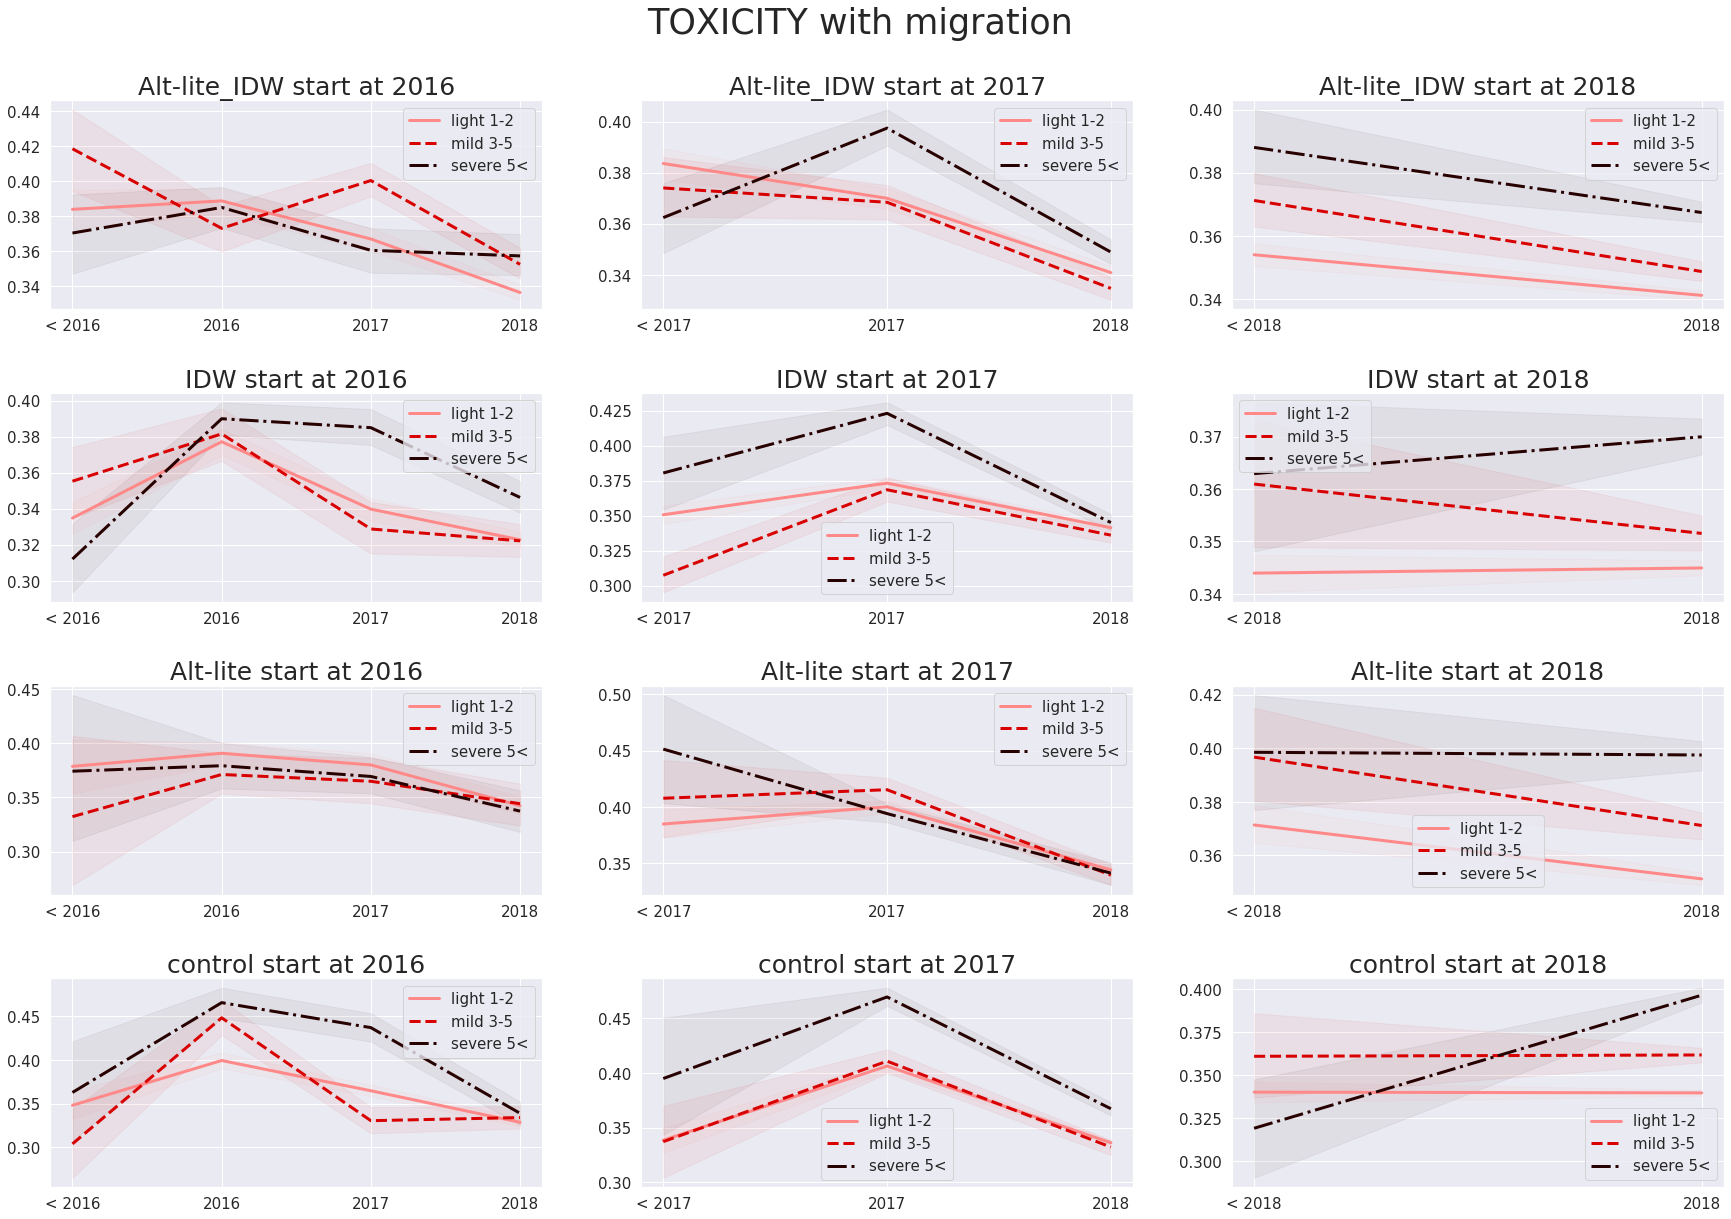 TOXICITY with migration
Alt-lite_IDW start at 2016
0.44
0.42
0.40
0.38
0.36
0.34
< 2016
2016
2017
2018
light 1-2
mild 3-5
severe 5<
Alt-lite_IDW start at 2017
0.40
0.38
0.36
0.34
< 2017
2017
2018
light 1-2
mild 3-5
severe 5<
Alt-lite_IDW start at 2018
0.40
0.38
0.36
0.34
< 2018
2018
light 1-2
mild 3-5
severe 5<
IDW start at 2016
0.40
0.38
0.36
0.34
0.32
0.30
< 2016
2016
2017
2018
light 1-2
mild 3-5
severe 5<
IDW start at 2017
0.425
0.400
0.375
0.350
0.325
0.300
< 2017
2017
2018
light 1-2
mild 3-5
severe 5<
IDW start at 2018
0.37
0.36
0.35
0.34
< 2018
2018
light 1-2
mild 3-5
severe 5<
Alt-lite start at 2016
0.45
0.40
0.35
0.30
< 2016
2016
2017
2018
light 1-2
mild 3-5
severe 5<
Alt-lite start at 2017
0.50
0.45
0.40
0.35
< 2017
2017
2018
light 1-2
mild 3-5
severe 5<
Alt-lite start at 2018
0.42
0.40
0.38
0.36
< 2018
2018
light 1-2
mild 3-5
severe 5<
control start at 2016
0.45
0.40
0.35
0.30
< 2016
2016
2017
2018
light 1-2
mild 3-5
severe 5<
control start at 2017
0.45
0.40
0.35
0.30
< 2017
2017
2018
light 1-2
mild 3-5
severe 5<
control start at 2018
0.400
0.375
0.350
0.325
0.300
< 2018
2018
light 1-2
mild 3-5
severe 5<